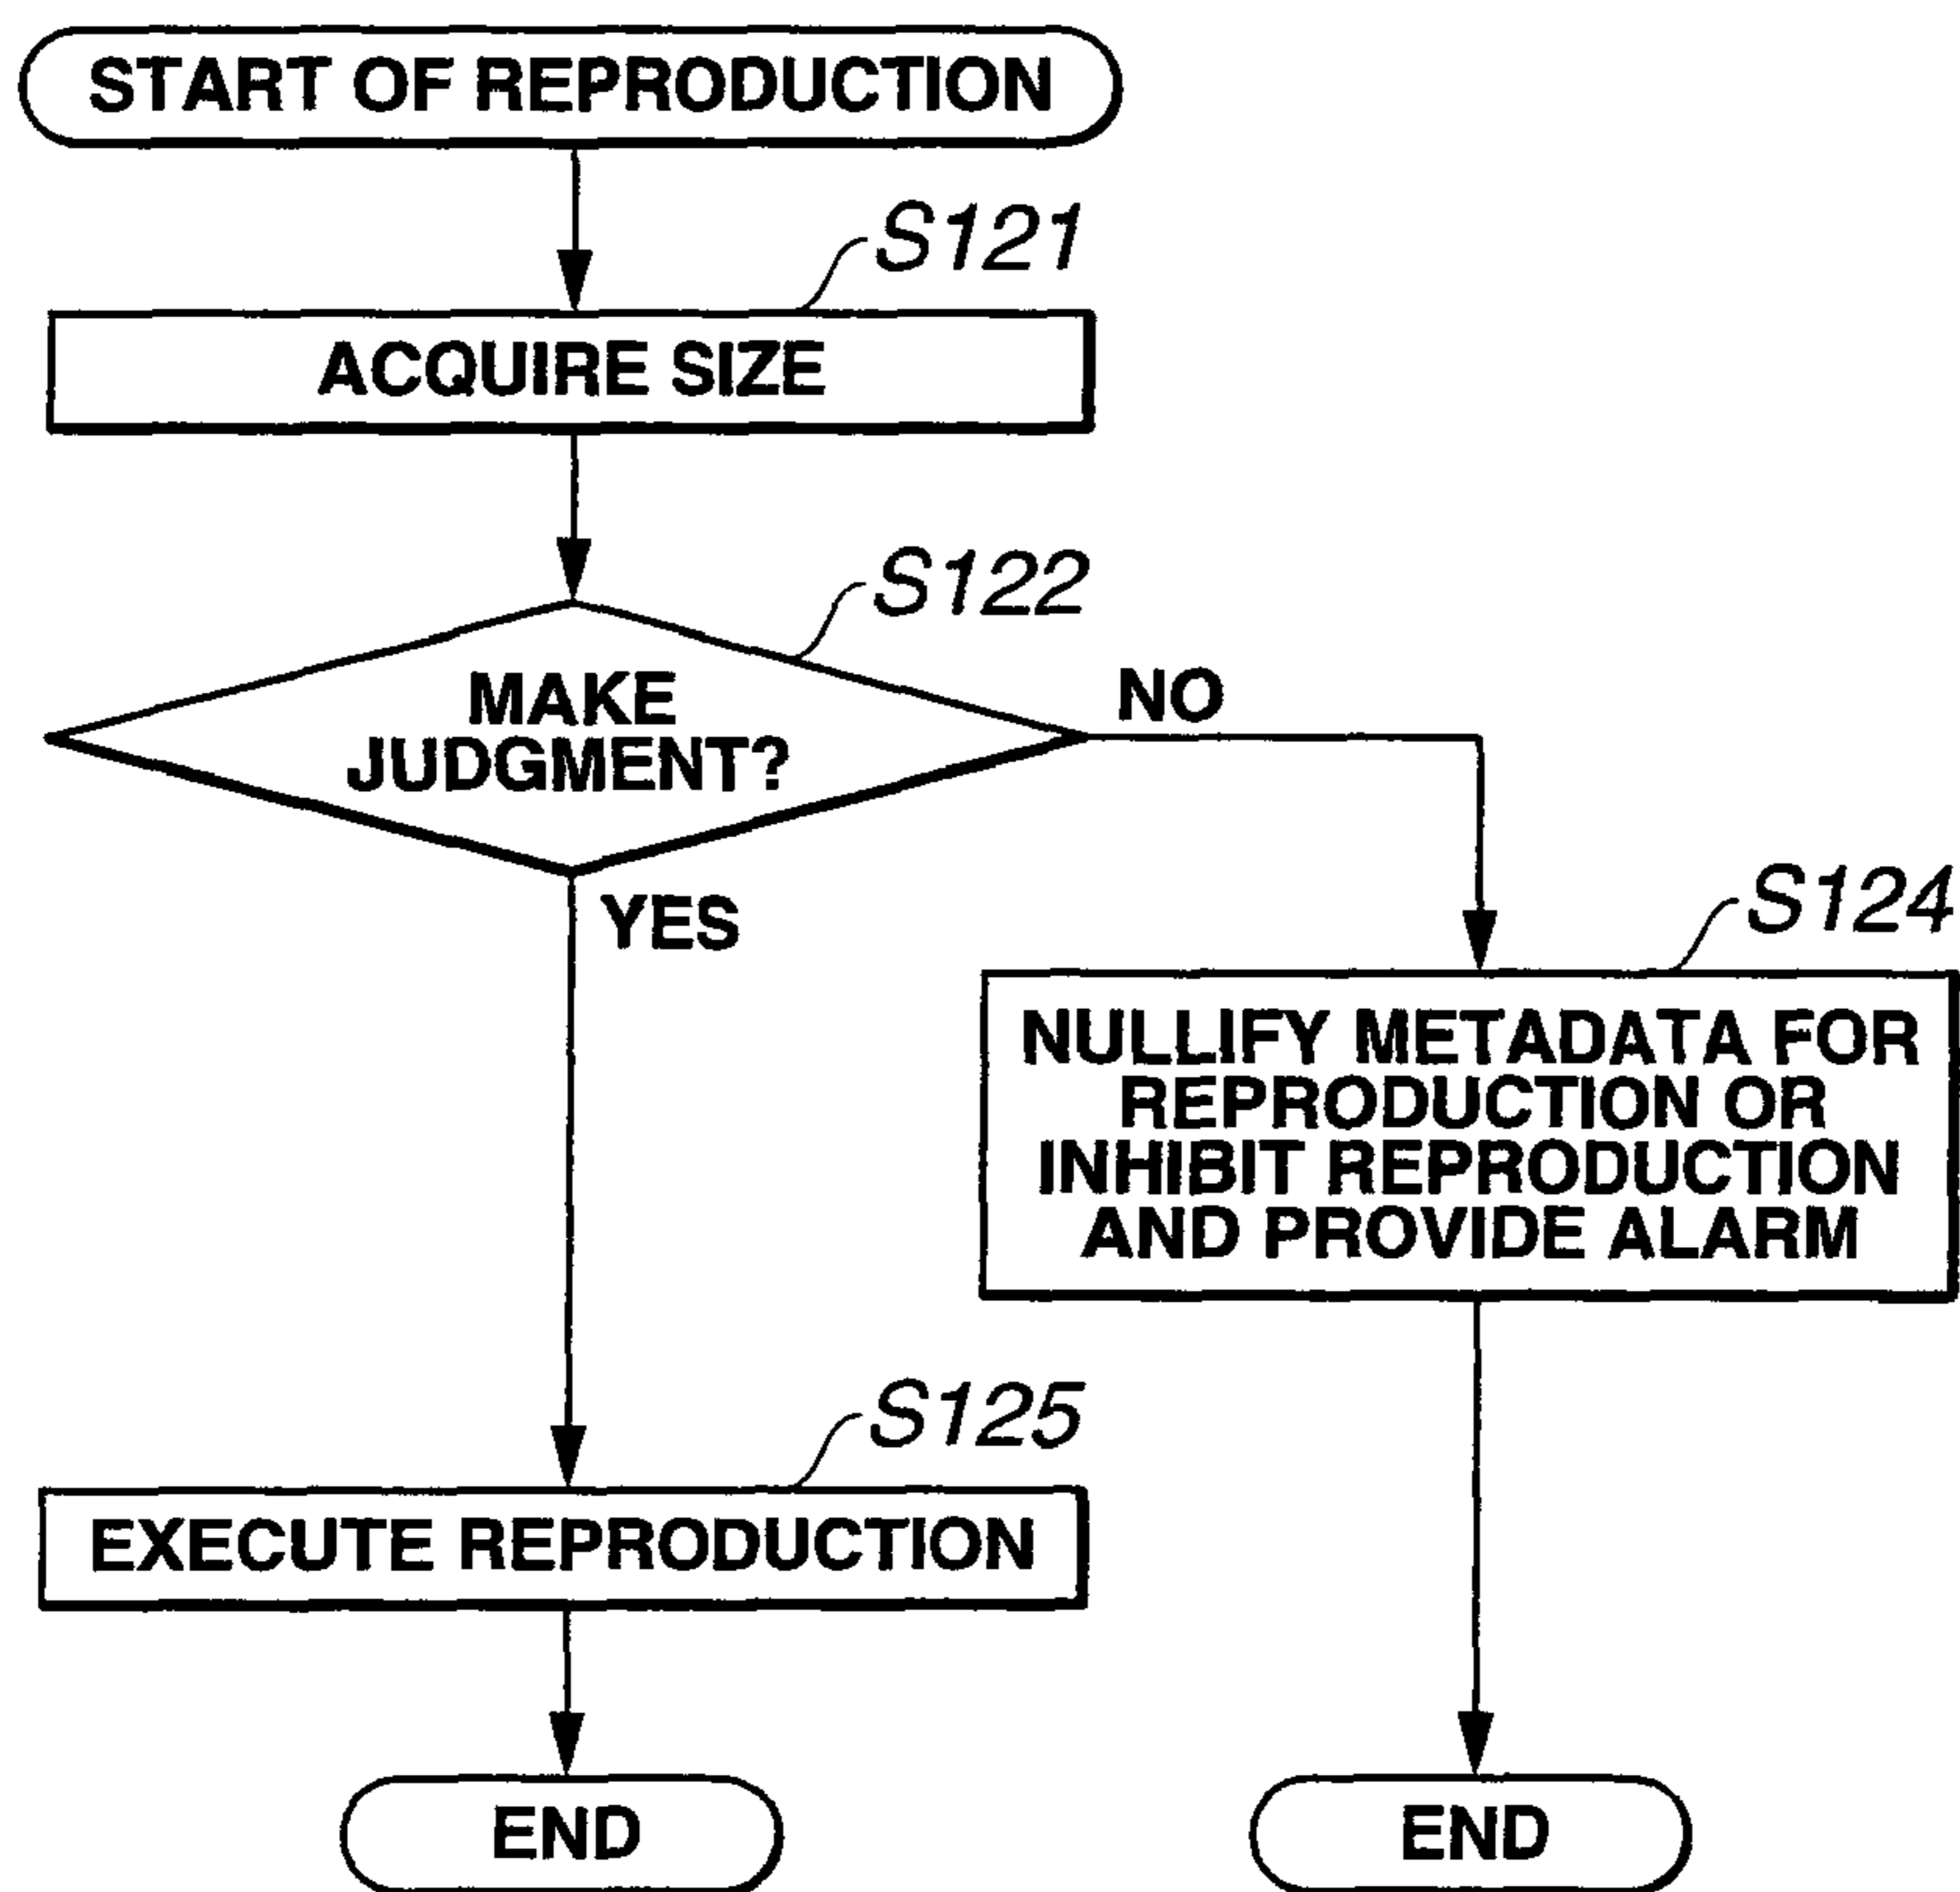 START OF REPRODUCTION
S121
ACQUIRE SIZE
S122
MAKE
JUDGMENT?
NO
YES
S124
NULLIFY METADATA FOR
REPRODUCTION OR
INHIBIT REPRODUCTION
AND PROVIDE ALARM
S125
EXECUTE REPRODUCTION
END
END